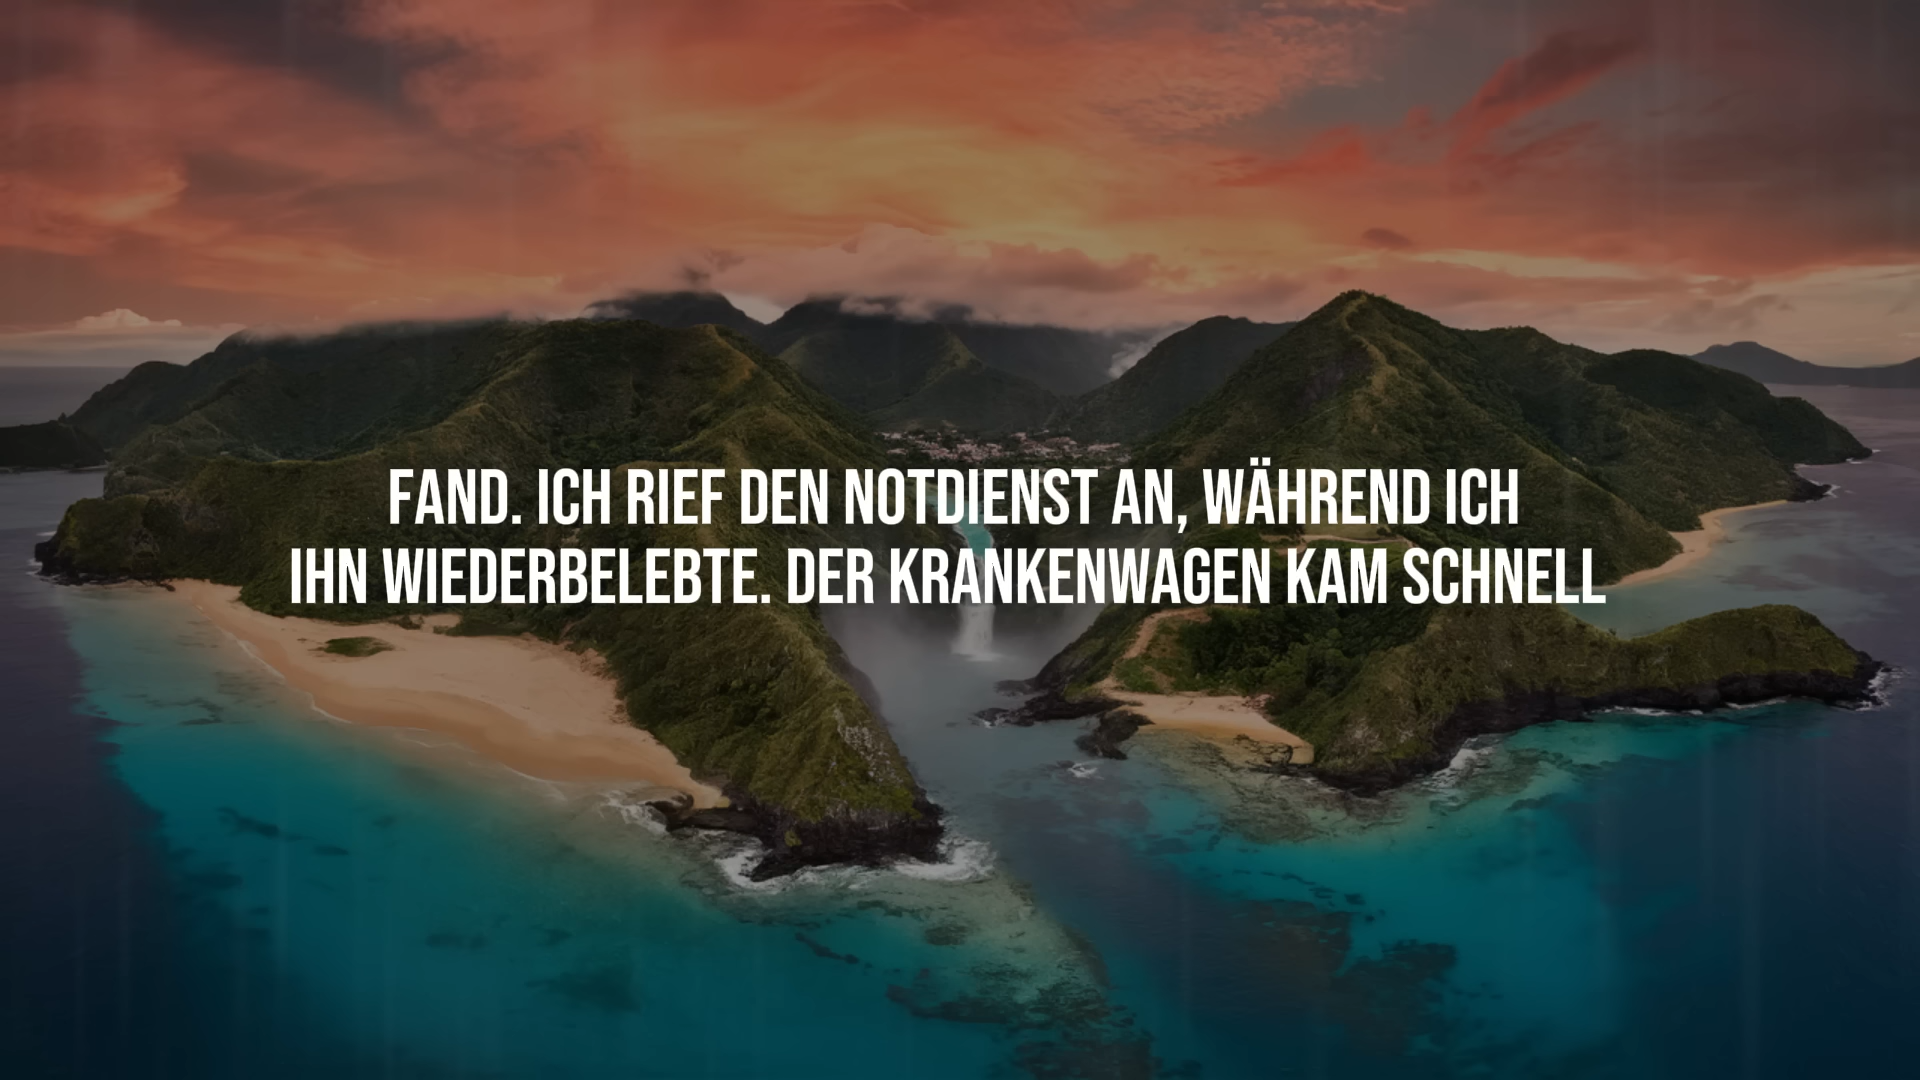 FAND. ICH RIEF DEN NOTDIENST AN, WÄHREND ICH
IHN WIEDERBELEBTE. DER KRANKENWAGEN KAM SCHNELL